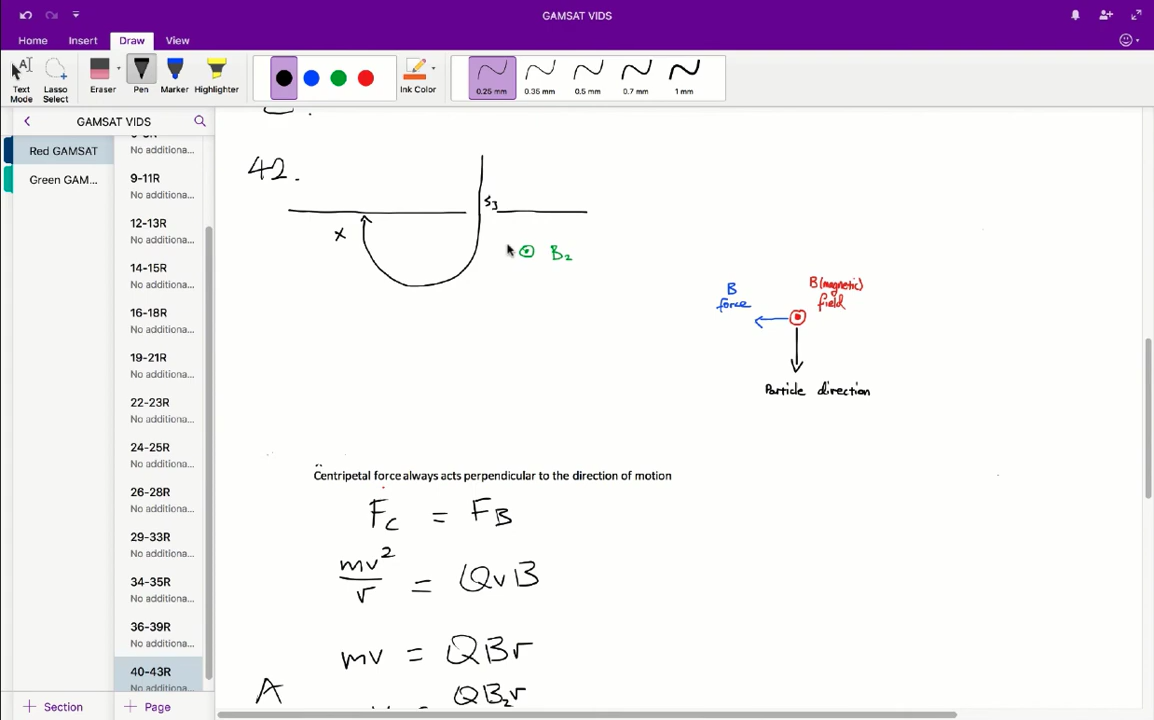 GAMSAT VIDS
Home Insert Draw View
Text Mode
Lasso Select
Eraser
Pen
Marker
Highlighter
Ink Color
0.25 mm
0.35 mm
0.5 mm
0.7 mm
1 mm
GAMSAT VIDS
Red GAMSAT
Green GAM...
No additiona...
9-11R
No additiona...
12-13R
No additiona...
14-15R
No additiona...
16-18R
No additiona...
19-21R
No additiona...
22-23R
No additiona...
24-25R
No additiona...
26-28R
No additiona...
29-33R
No additiona...
34-35R
No additiona...
36-39R
No additiona...
40-43R
No additiona...
+ Section
+ Page
42.
S₃
X
B₂
B force
B(magnetic) field
Particle direction
Centripetal force always acts perpendicular to the direction of motion
F_C = F_B
mv²/r = QvB
mv = QBr
A
QB₂r